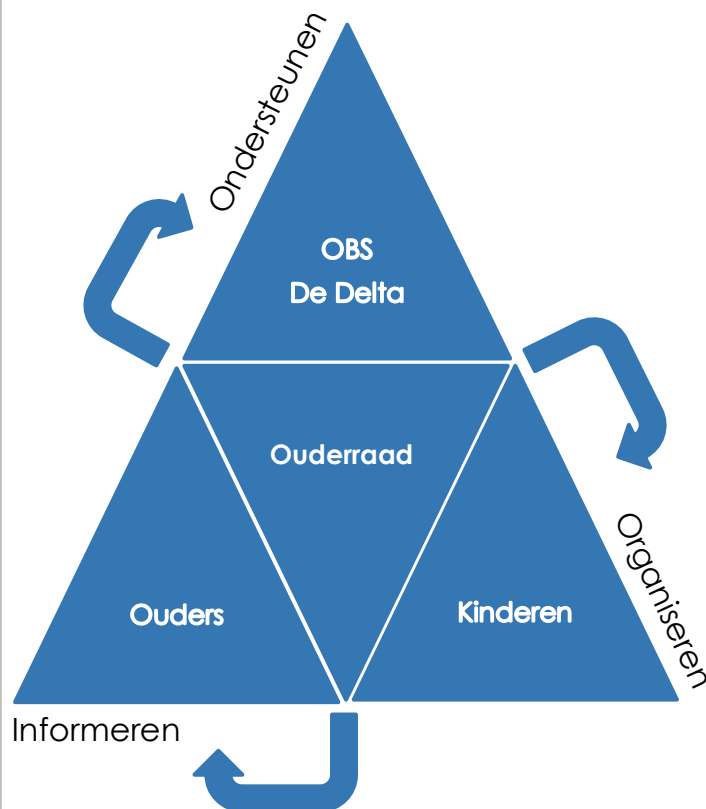 Ondersteunen
OBS
De Delta
Ouderraad
Ouders
Kinderen
Organiseren
Informeren